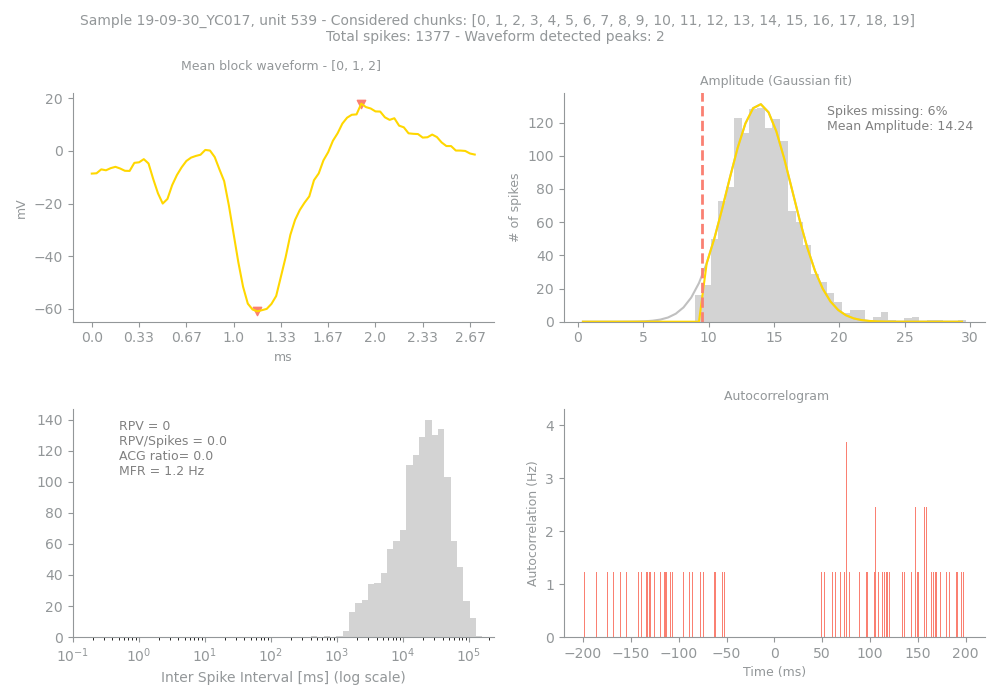 Sample 19-09-30_YC017, unit 539 - Considered chunks: [0, 1, 2, 3, 4, 5, 6, 7, 8, 9, 10, 11, 12, 13, 14, 15, 16, 17, 18, 19]
Total spikes: 1377 - Waveform detected peaks: 2
Mean block waveform - [0, 1, 2]
20
0
−20
−40
−60
mV
0.0 0.33 0.67 1.0 1.33 1.67 2.0 2.33 2.67
ms
Amplitude (Gaussian fit)
Spikes missing: 6%
Mean Amplitude: 14.24
120
100
80
60
40
20
0
# of spikes
0 5 10 15 20 25 30
RPV = 0
RPV/Spikes = 0.0
ACG ratio= 0.0
MFR = 1.2 Hz
140
120
100
80
60
40
20
0
10⁻¹ 10⁰ 10¹ 10² 10³ 10⁴ 10⁵
Inter Spike Interval [ms] (log scale)
Autocorrelogram
4
3
2
1
0
Autocorrelation (Hz)
−200 −150 −100 −50 0 50 100 150 200
Time (ms)